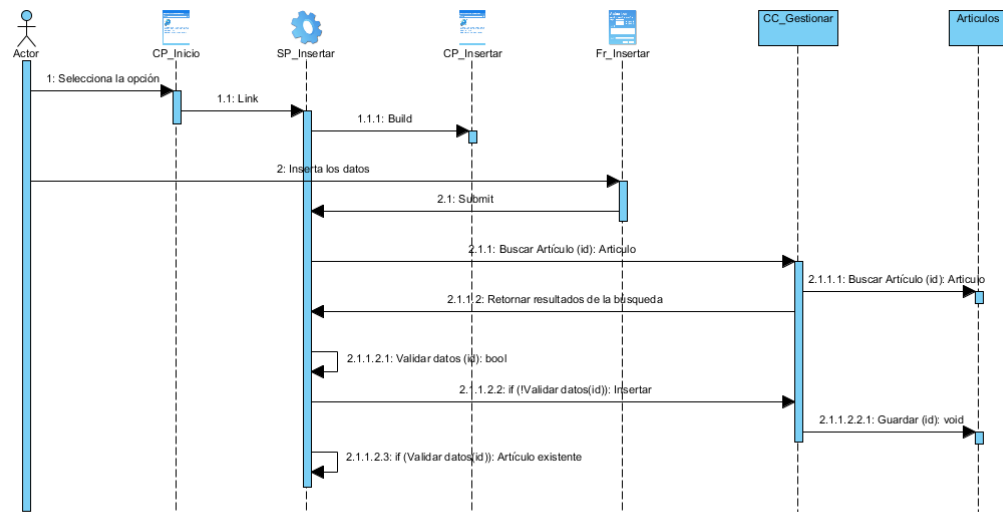 Actor
CP_Inicio
SP_Insertar
CP_Insertar
Fr_Insertar
CC_Gestionar
Articulos
1: Selecciona la opción
1.1: Link
1.1.1: Build
2: Inserta los datos
2.1: Submit
2.1.1: Buscar Artículo (id): Articulo
2.1.1.1: Buscar Artículo (id): Articulo
2.1.1.2: Retornar resultados de la búsqueda
2.1.1.2.1: Validar datos (id): bool
2.1.1.2.2: if (!Validar datos(id)): Insertar
2.1.1.2.2.1: Guardar (id): void
2.1.1.2.3: if (Validar datos(id)): Artículo existente